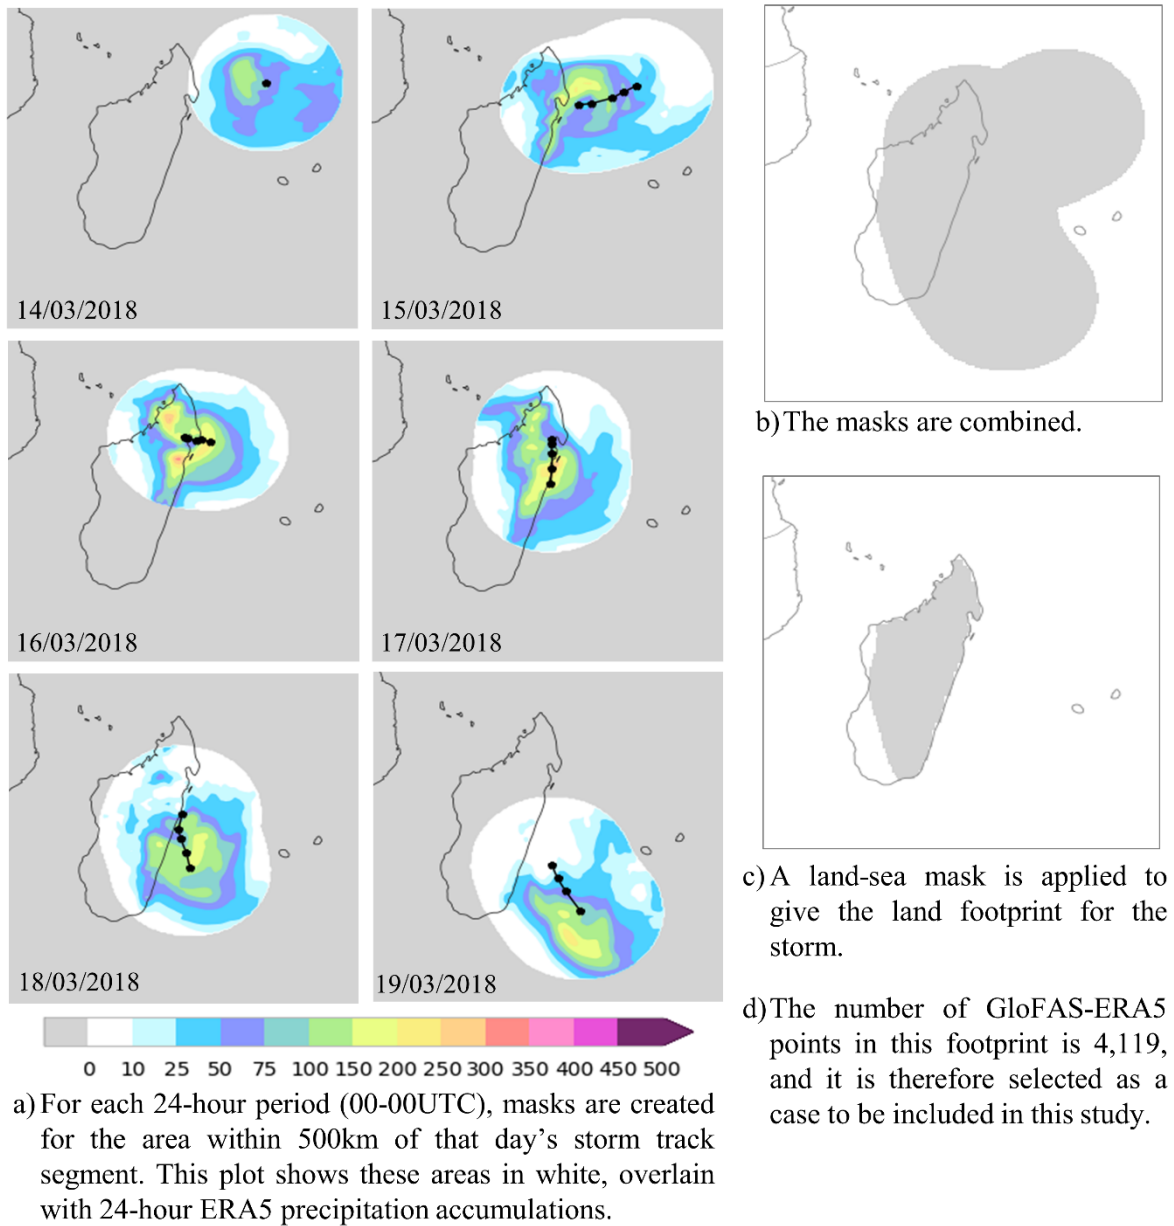 14/03/2018
15/03/2018
16/03/2018
17/03/2018
18/03/2018
19/03/2018
0 10 25 50 75 100 150 200 250 300 350 400 450 500
a) For each 24-hour period (00-00UTC), masks are created
for the area within 500km of that day's storm track
segment. This plot shows these areas in white, overlain
with 24-hour ERA5 precipitation accumulations.
b) The masks are combined.
c) A land-sea mask is applied to
give the land footprint for the
storm.
d) The number of GloFAS-ERA5
points in this footprint is 4,119,
and it is therefore selected as a
case to be included in this study.